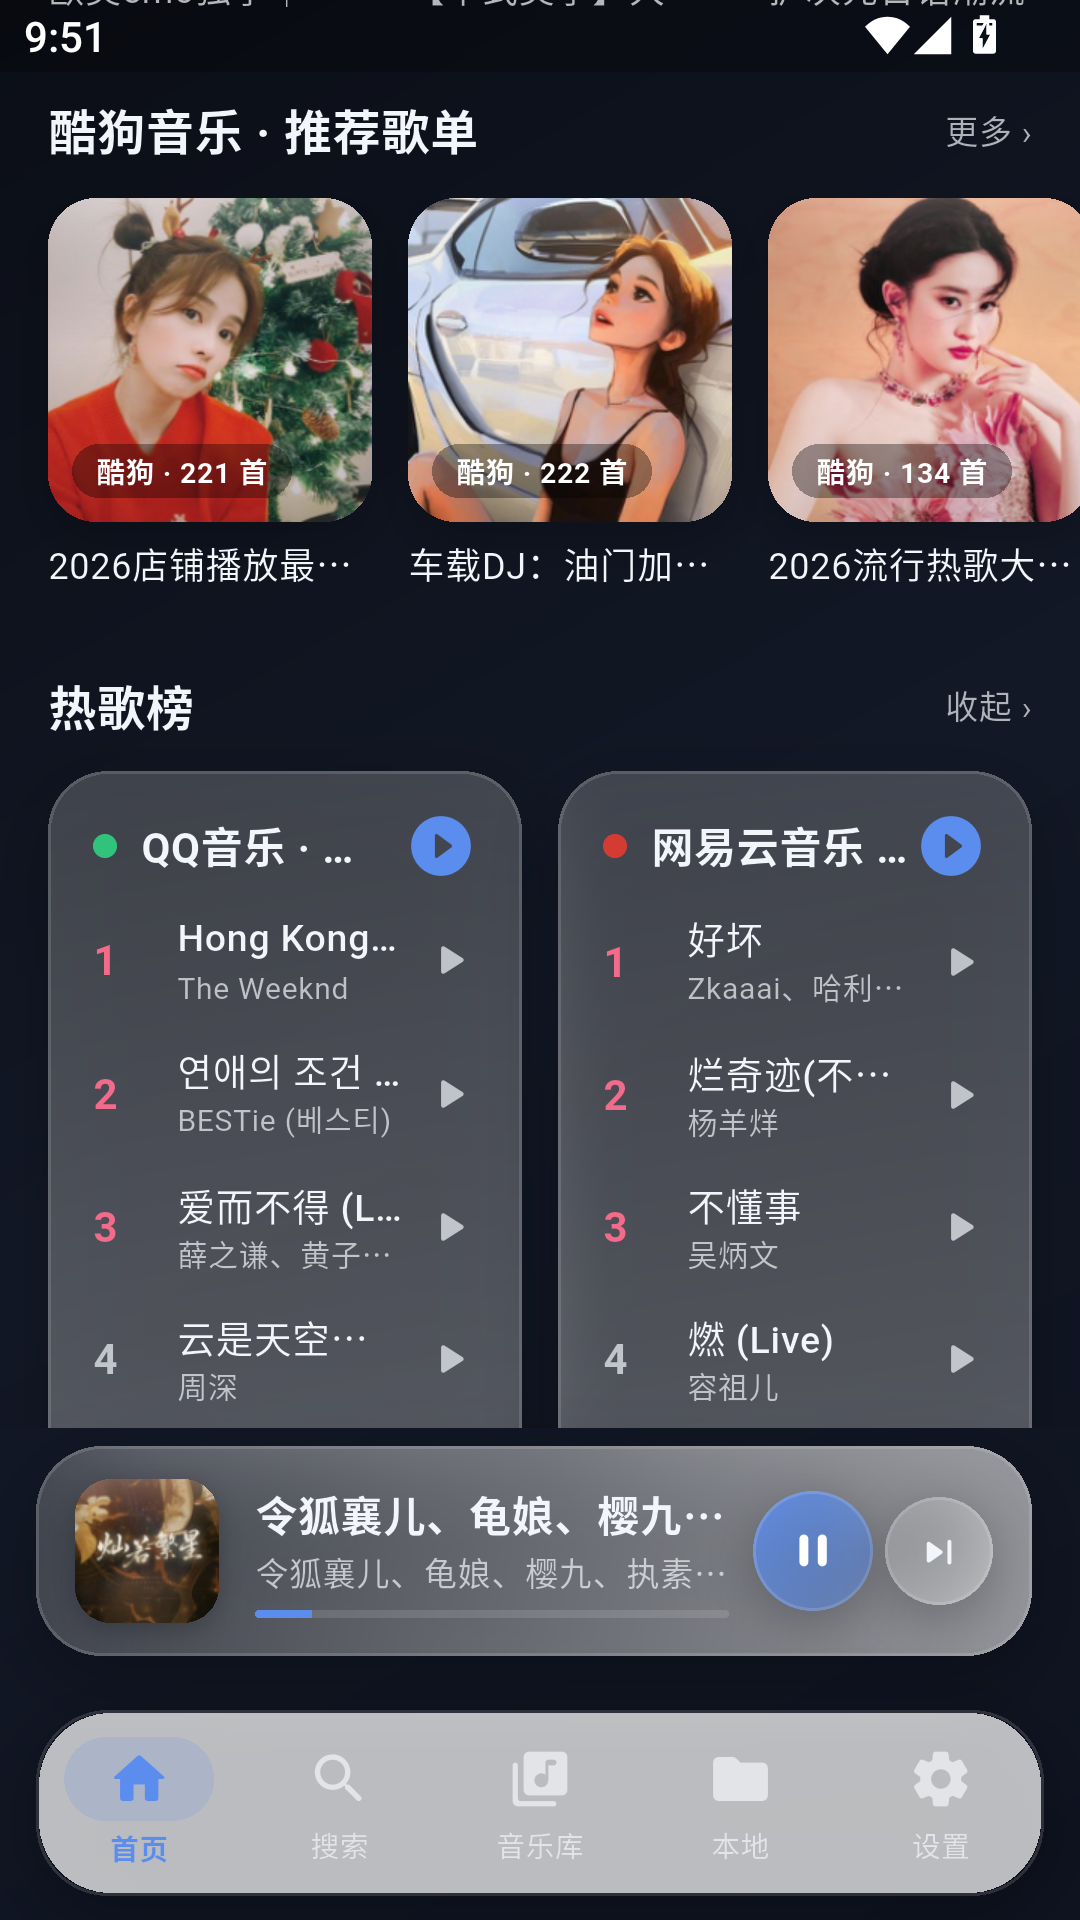 9:51
酷狗音乐 · 推荐歌单
更多 ›
酷狗 · 221 首
酷狗 · 222 首
酷狗 · 134 首
2026店铺播放最···
车载DJ：油门加···
2026流行热歌大···
热歌榜
收起 ›
QQ音乐 · ...
1
Hong Kong...
The Weeknd
2
연애의 조건 ...
BESTie (베스티)
3
爱而不得 (L...
薛之谦、黄子···
4
云是天空···
周深
网易云音乐 ...
1
好坏
Zkaaai、哈利···
2
烂奇迹(不···
杨羊烊
3
不懂事
吴炳文
4
燃 (Live)
容祖儿
灿若繁星
令狐襄儿、龟娘、樱九···
令狐襄儿、龟娘、樱九、执素···
首页
搜索
音乐库
本地
设置